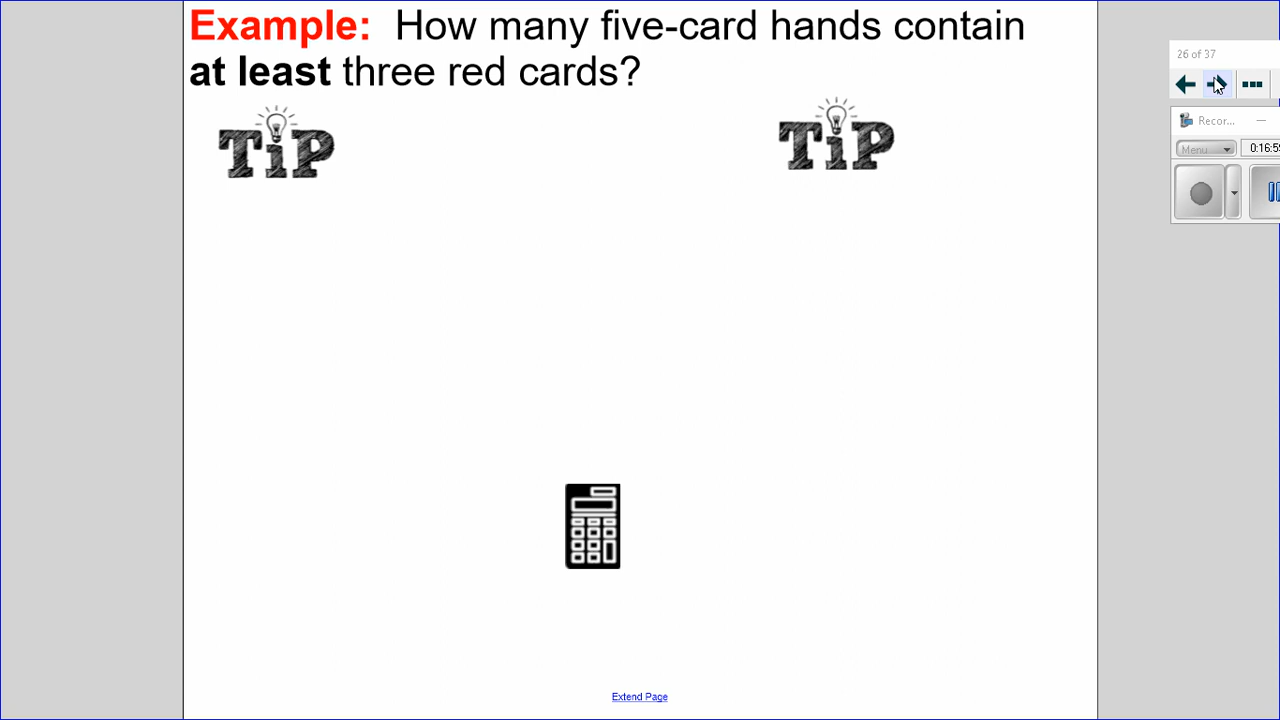 Example: How many five-card hands contain
at least three red cards?
TiP
TiP
Extend Page
26 of 37
Recor...
Menu